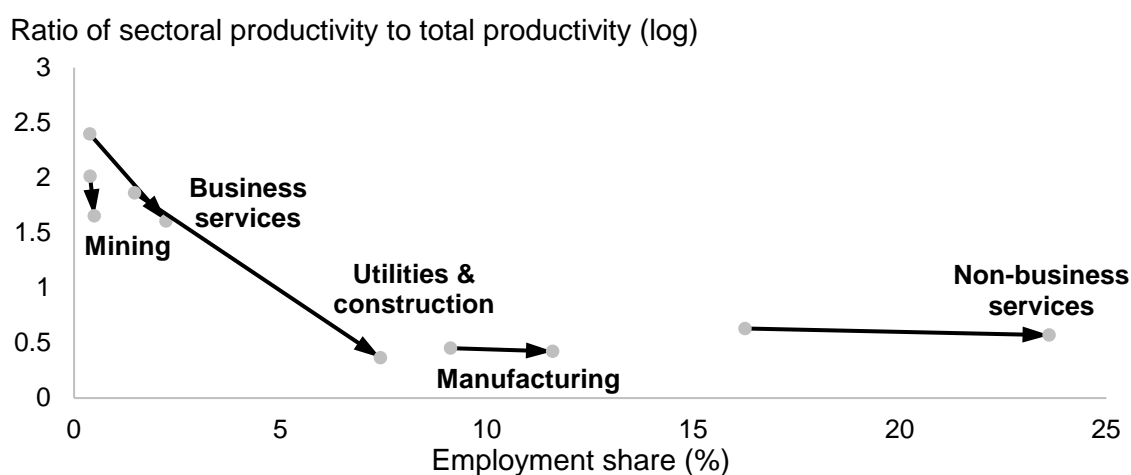 Ratio of sectoral productivity to total productivity (log)
3
2.5
2
1.5
1
0.5
0
Business
services
Mining
Utilities &
construction
Manufacturing
Non-business
services
0 5 10 15 20 25
Employment share (%)